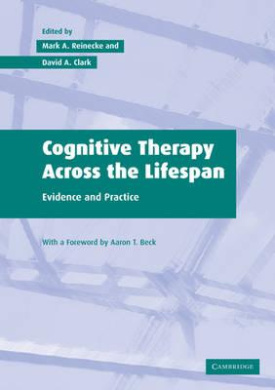 Edited by
Mark A. Reinecke
and
David A. Clark
Cognitive Therapy
Across the Lifespan
Evidence and Practice
With a Foreword by Aaron T. Beck
CAMBRIDGE